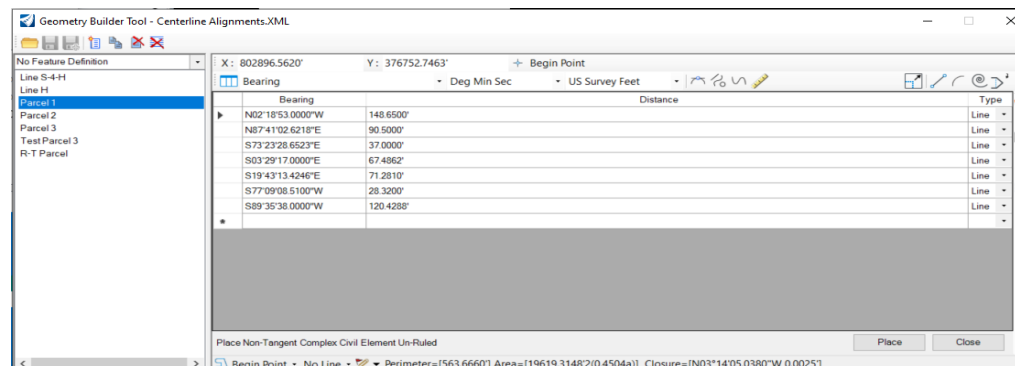 Geometry Builder Tool - Centerline Alignments.XML
No Feature Definition
X: 802896.5620' Y: 376752.7463' Begin Point
Line S-4-H
Line H
Parcel 1
Parcel 2
Parcel 3
Test Parcel 3
R-T Parcel
Bearing Deg Min Sec US Survey Feet
Bearing Distance Type
N02°18'53.0000"W 148.6500' Line
N87°41'02.6218"E 90.5000' Line
S73°23'28.6523"E 37.0000' Line
S03°29'17.0000"E 67.4862' Line
S19°43'13.4246"E 71.2810' Line
S77°09'08.5100"W 28.3200' Line
S89°35'38.0000"W 120.4288' Line
Place Non-Tangent Complex Civil Element Un-Ruled Place Close
Begin Point No Line Perimeter=[563.6660'] Area=[19619.3148'2(0.4504a)] Closure=[N03°14'05.0380"W 0.0025']